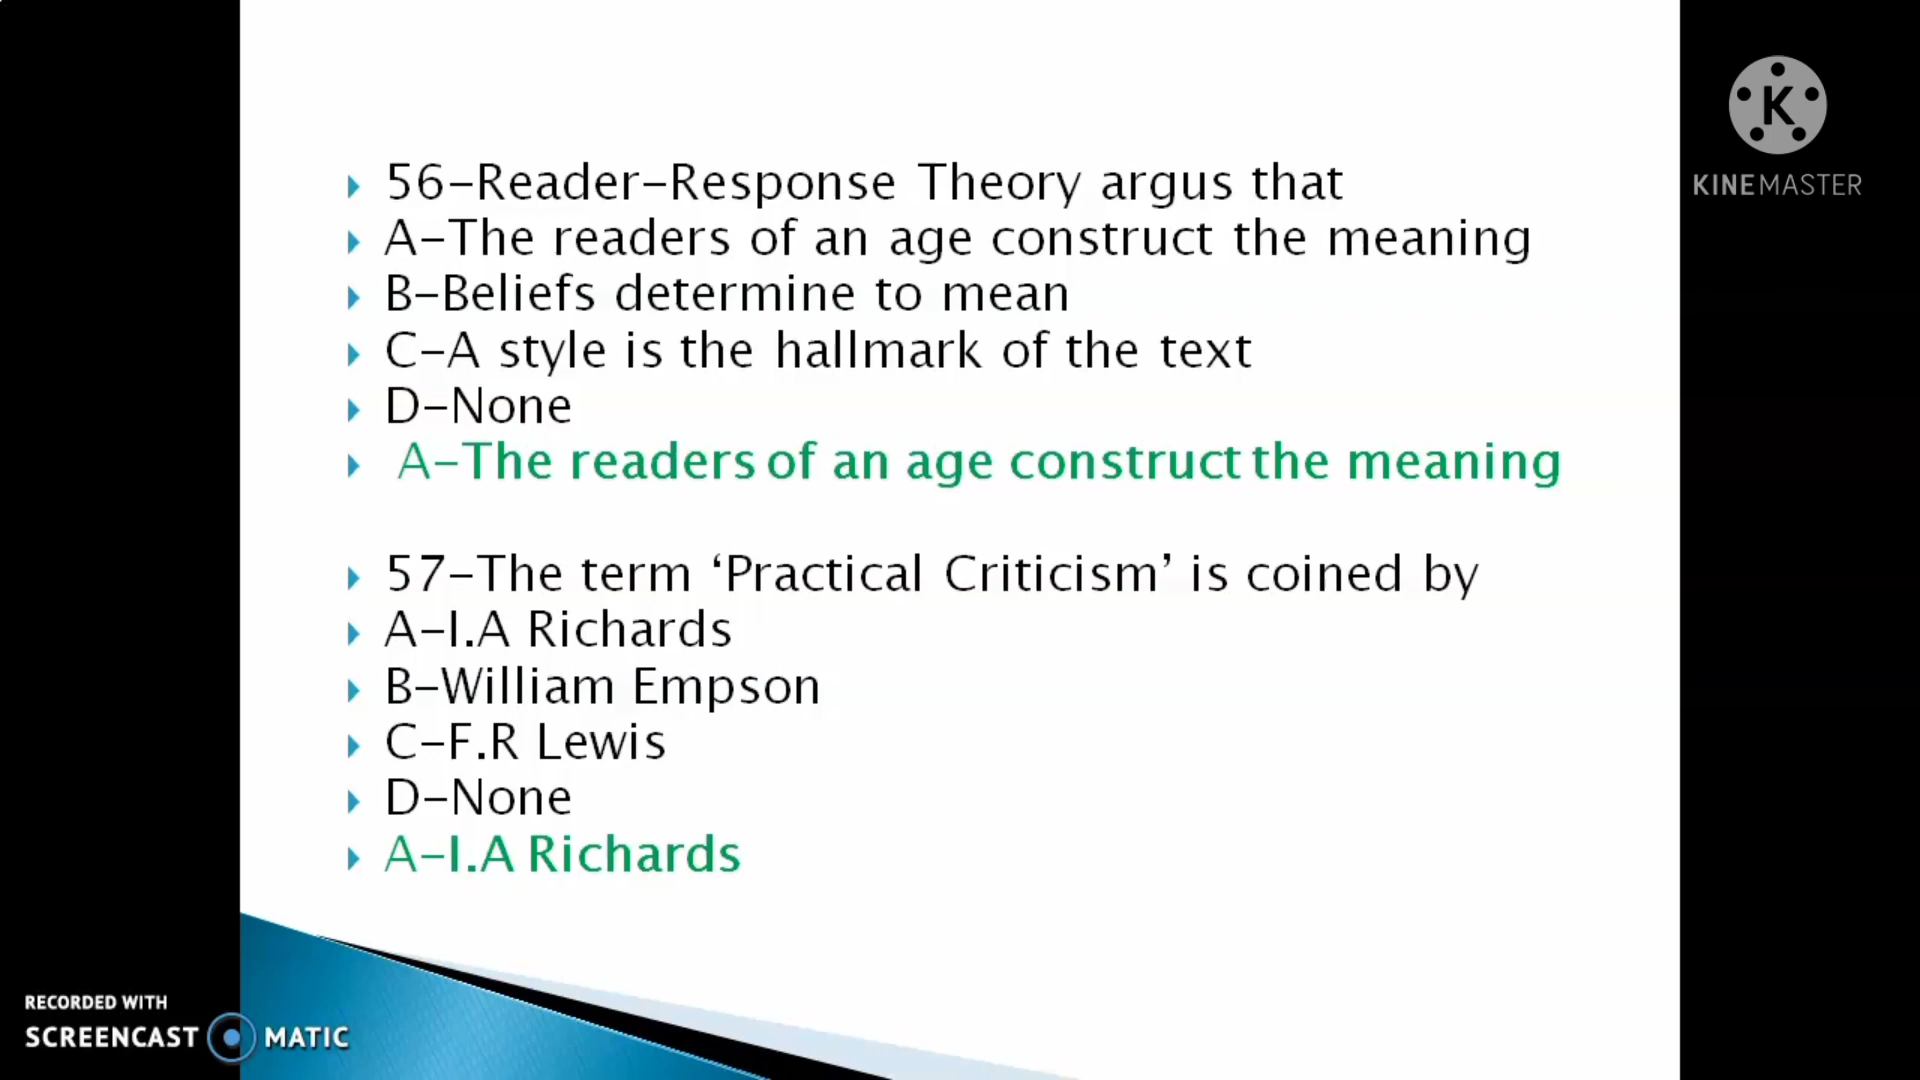 56-Reader-Response Theory argus that
A-The readers of an age construct the meaning
B-Beliefs determine to mean
C-A style is the hallmark of the text
D-None
A-The readers of an age construct the meaning
57-The term ‘Practical Criticism’ is coined by
A-I.A Richards
B-William Empson
C-F.R Lewis
D-None
A-I.A Richards
K
KINEMASTER
RECORDED WITH
SCREENCAST MATIC